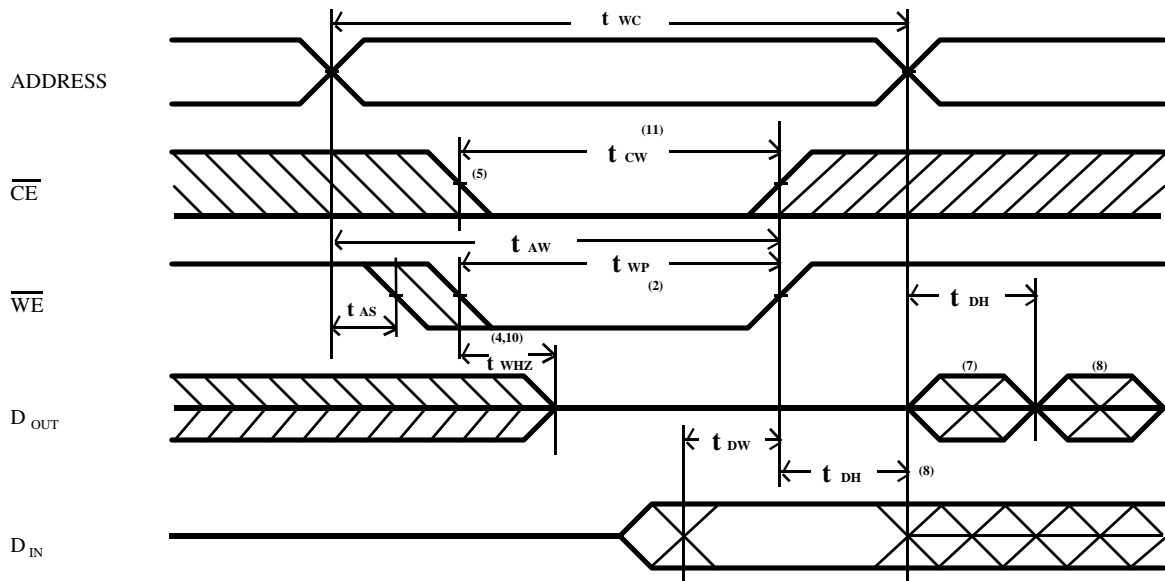 t WC
ADDRESS
(11)
t CW
(5)
CE
t AW
t WP
(2)
WE
t AS
t DH
(4,10)
t WHZ
(7)
(8)
D OUT
t DW
t DH
(8)
D IN